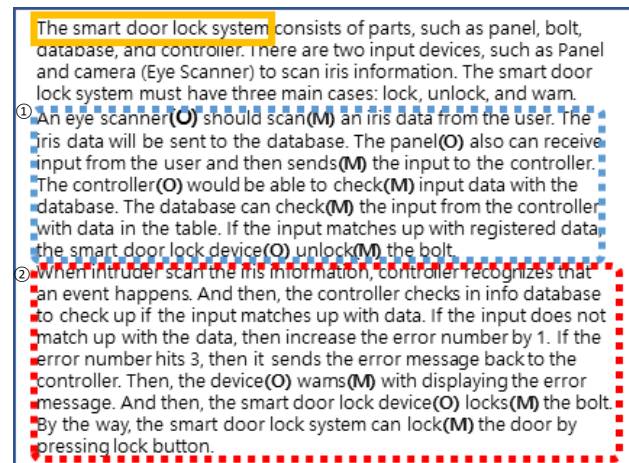 The smart door lock system consists of parts, such as panel, bolt,
database, and controller. There are two input devices, such as Panel
and camera (Eye Scanner) to scan iris information. The smart door
lock system must have three main cases: lock, unlock, and warn.
① An eye scanner(O) should scan(M) an iris data from the user. The
iris data will be sent to the database. The panel(O) also can receive
input from the user and then sends(M) the input to the controller.
The controller(O) would be able to check(M) input data with the
database. The database can check(M) the input from the controller
with data in the table. If the input matches up with registered data,
the smart door lock device(O) unlock(M) the bolt.
② When intruder scan the iris information, controller recognizes that
an event happens. And then, the controller checks in info database
to check up if the input matches up with data. If the input does not
match up with the data, then increase the error number by 1. If the
error number hits 3, then it sends the error message back to the
controller. Then, the device(O) warns(M) with displaying the error
message. And then, the smart door lock device(O) locks(M) the bolt.
By the way, the smart door lock system can lock(M) the door by
pressing lock button.